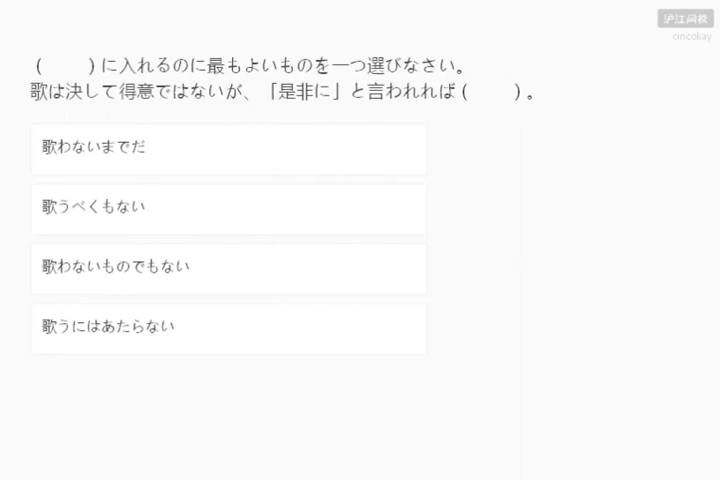 沪江网校
cincokay
(　　)に入れるのに最もよいものを一つ選びなさい。
歌は決して得意ではないが、「是非に」と言われれば(　　)。
歌わないまでだ
歌うべくもない
歌わないものでもない
歌うにはあたらない